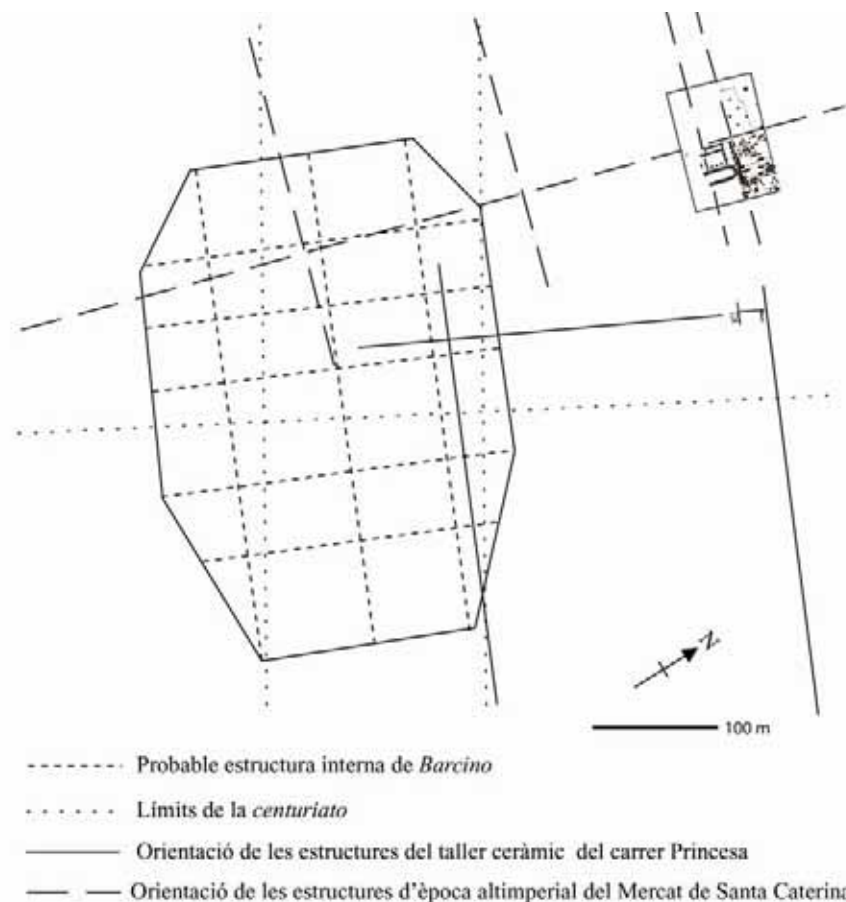 N
100 m
Probable estructura interna de Barcino
Límits de la centuriato
Orientació de les estructures del taller ceràmic del carrer Princesa
Orientació de les estructures d'època altimperial del Mercat de Santa Caterina